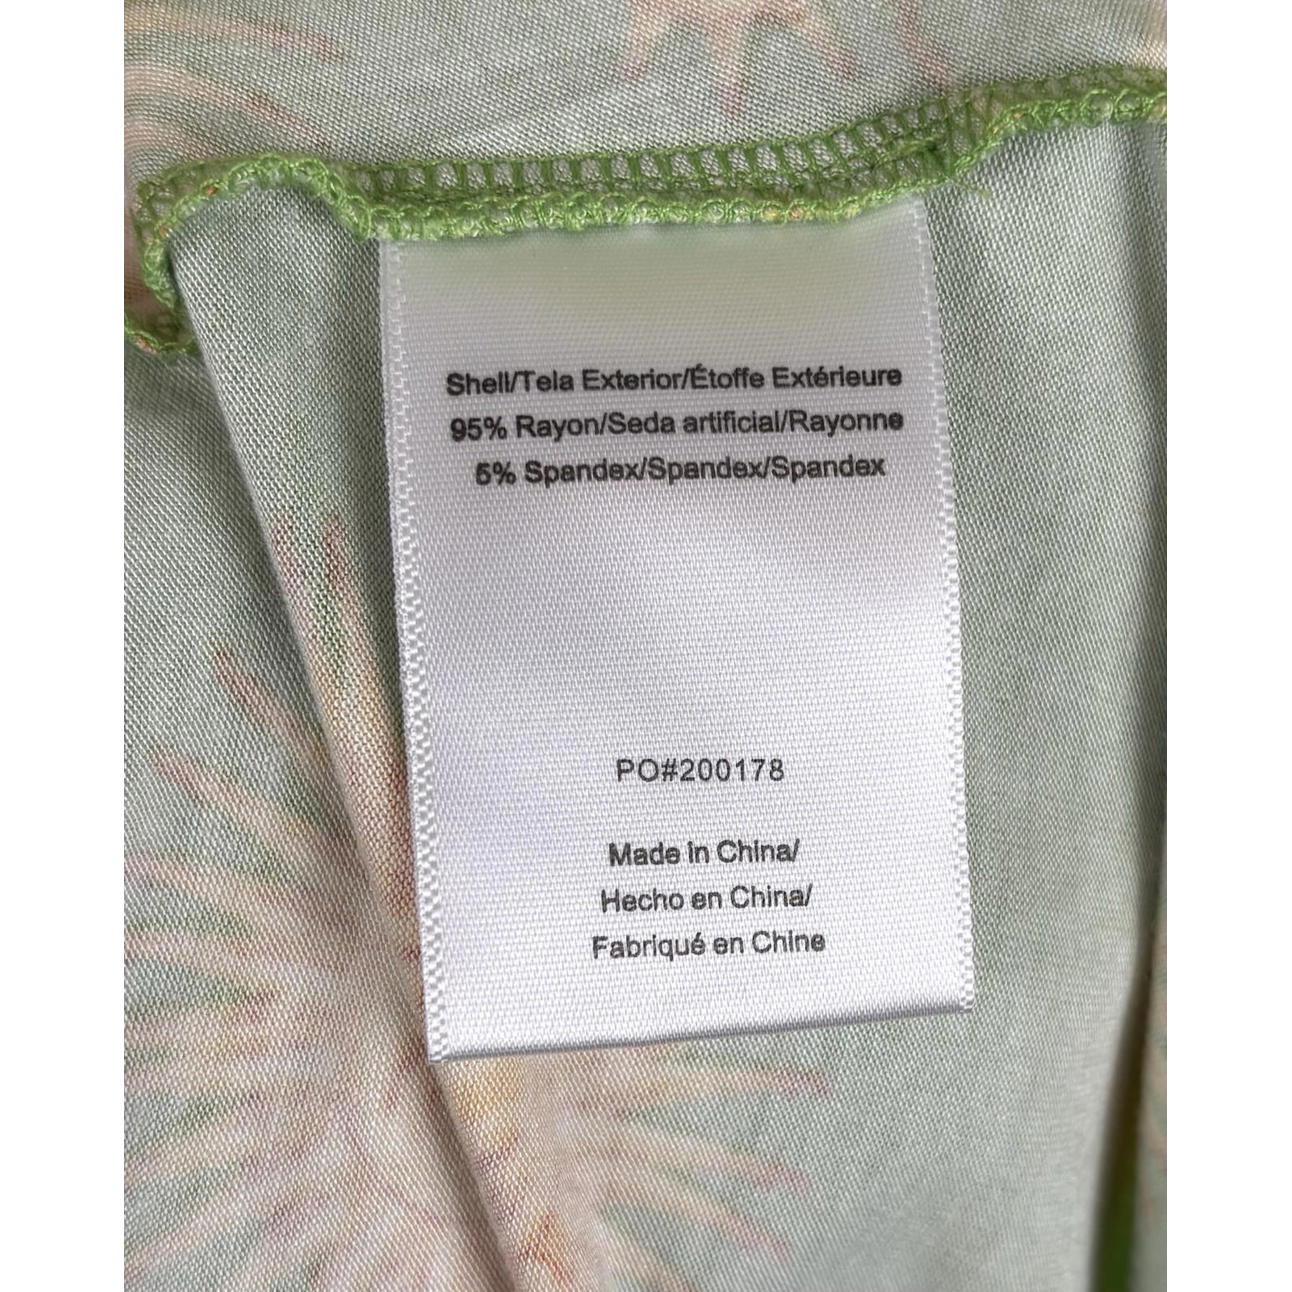 Shell/Tela Exterior/Étoffe Extérieure
95% Rayon/Seda artificial/Rayonne
5% Spandex/Spandex/Spandex
PO#200178
Made in China/
Hecho en China/
Fabriqué en Chine